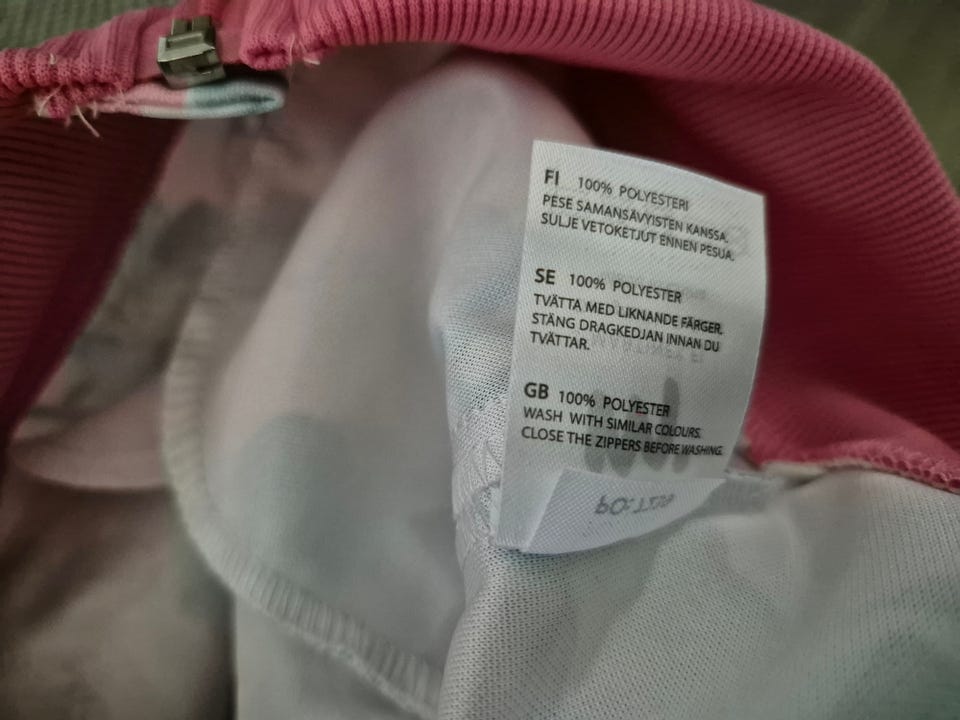 FI 100% POLYESTERI
PESE SAMANSÄVYISTEN KANSSA.
SULJE VETOKETJUT ENNEN PESUA.
SE 100% POLYESTER
TVÄTTA MED LIKNANDE FÄRGER.
STÄNG DRAGKEDJAN INNAN DU
TVÄTTAR.
GB 100% POLYESTER
WASH WITH SIMILAR COLOURS.
CLOSE THE ZIPPERS BEFORE WASHING.